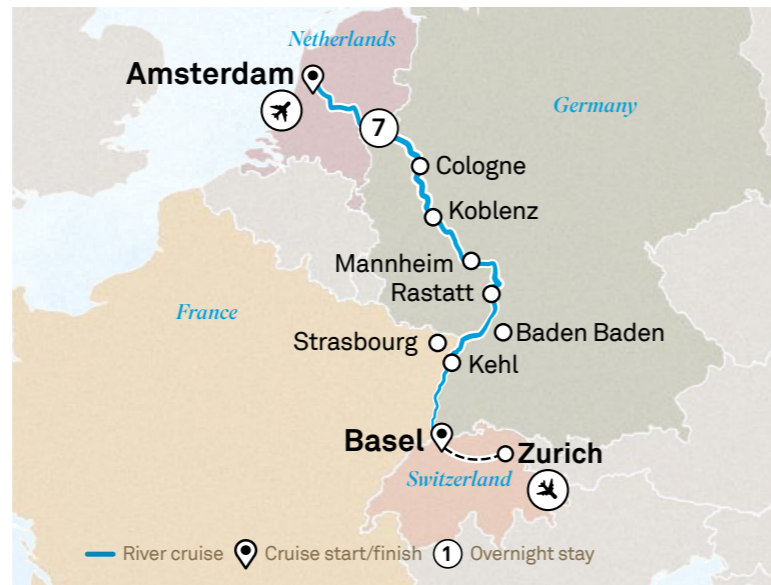 Netherlands
Amsterdam
Germany
7
Cologne
Koblenz
Mannheim
Rastatt
France
Strasbourg
Baden Baden
Kehl
Basel
Zurich
Switzerland
River cruise Cruise start/finish 1 Overnight stay